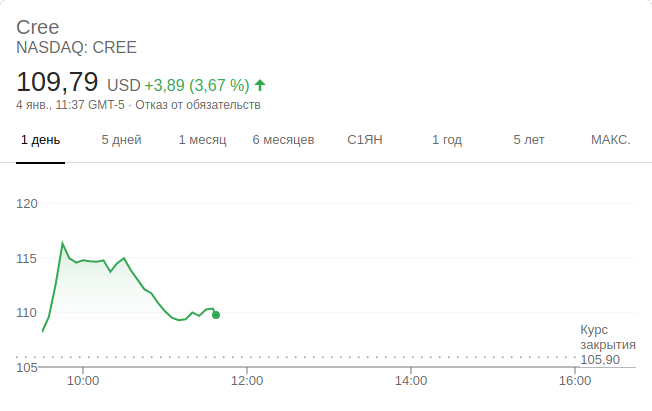 Cree
NASDAQ: CREE
109,79 USD +3,89 (3,67 %)
4 янв., 11:37 GMT-5 · Отказ от обязательств
1 день 5 дней 1 месяц 6 месяцев С1ЯН 1 год 5 лет МАКС.
120
115
110
105
Курс
закрытия
105,90
10:00 12:00 14:00 16:00